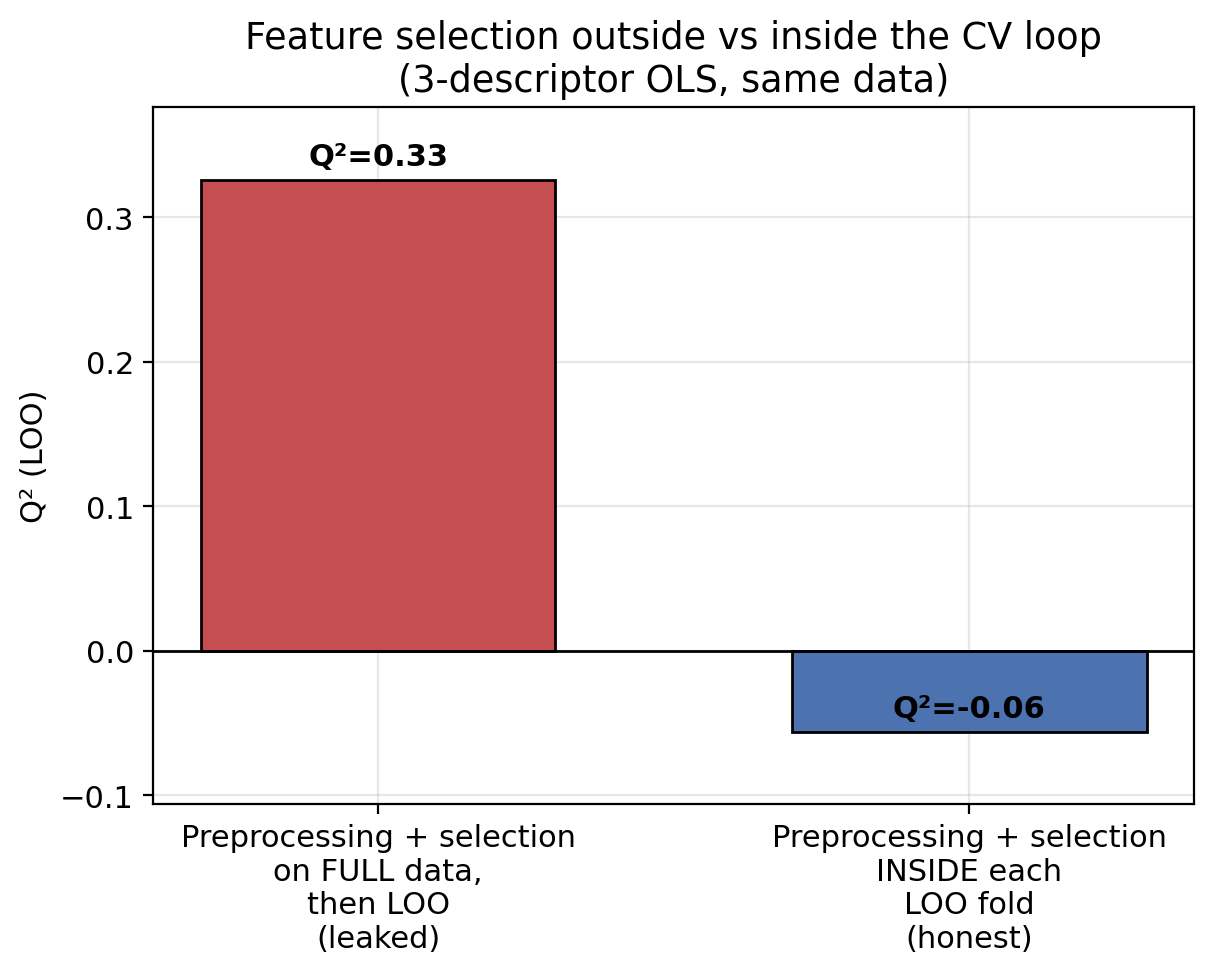 Feature selection outside vs inside the CV loop
(3-descriptor OLS, same data)
Q²=0.33
0.3
0.2
0.1
0.0
−0.1
Q² (LOO)
Q²=-0.06
Preprocessing + selection
on FULL data,
then LOO
(leaked)
Preprocessing + selection
INSIDE each
LOO fold
(honest)